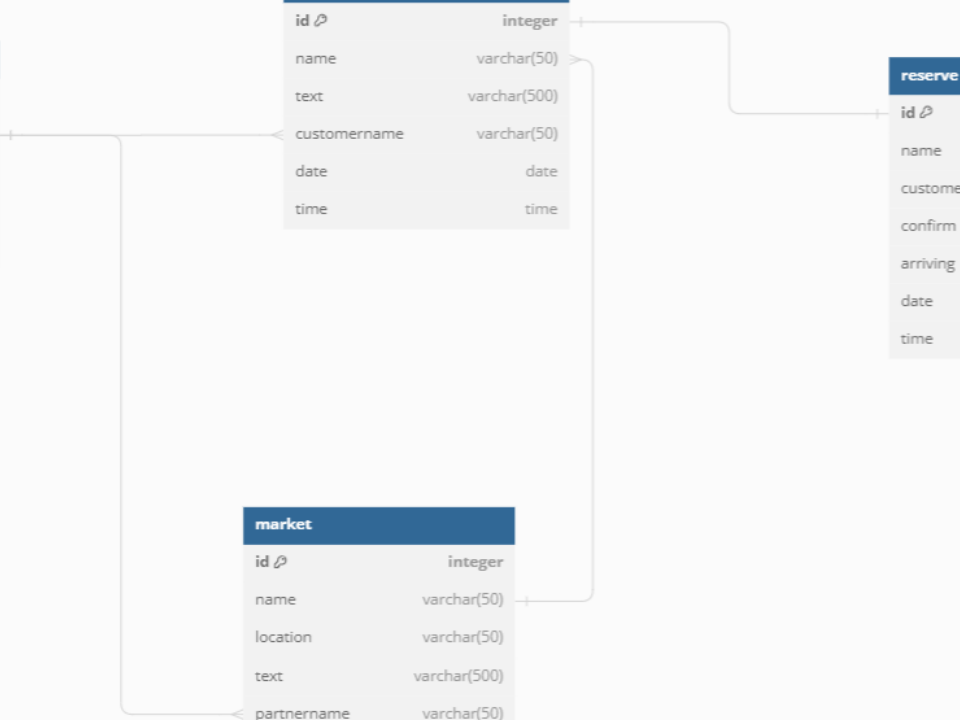 id integer
name varchar(50)
text varchar(500)
customername varchar(50)
date date
time time
reserve
id
name
custome
confirm
arriving
date
time
market
id integer
name varchar(50)
location varchar(50)
text varchar(500)
partnername varchar(50)